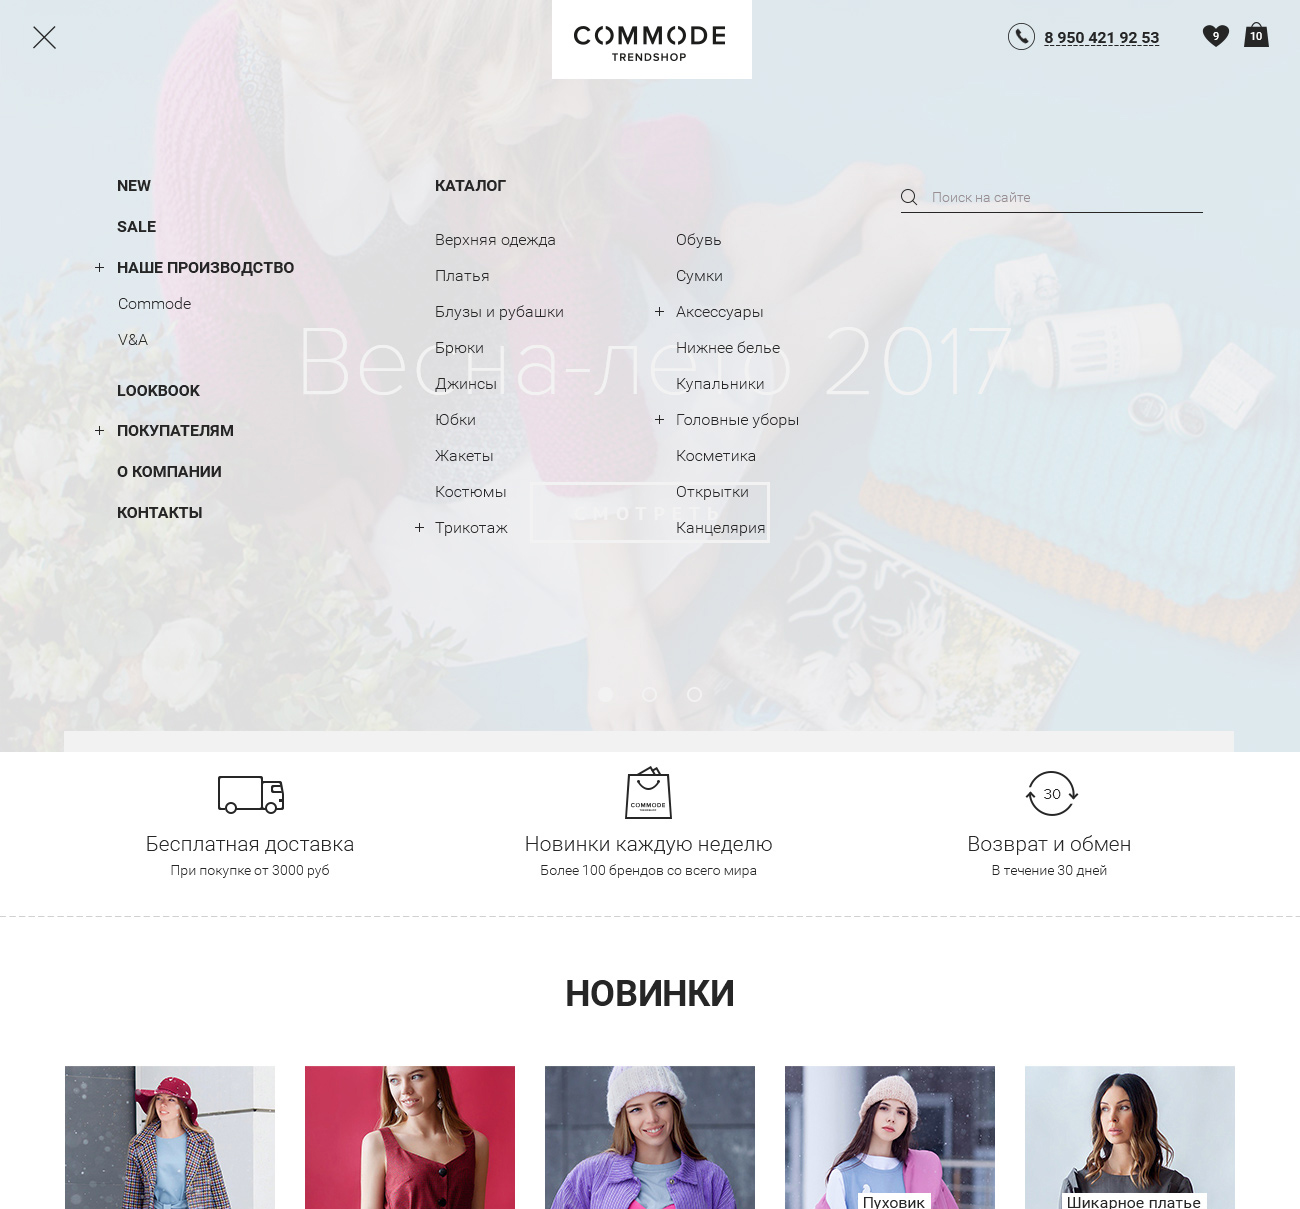 COMMODE
TRENDSHOP
8 950 421 92 53
9
10
NEW
SALE
НАШЕ ПРОИЗВОДСТВО
Commode
V&A
LOOKBOOK
ПОКУПАТЕЛЯМ
О КОМПАНИИ
КОНТАКТЫ
КАТАЛОГ
Верхняя одежда
Платья
Блузы и рубашки
Брюки
Джинсы
Юбки
Жакеты
Костюмы
Трикотаж
Обувь
Сумки
Аксессуары
Нижнее белье
Купальники
Головные уборы
Косметика
Открытки
Канцелярия
Поиск на сайте
Весна-лето 2017
СМОТРЕТЬ
COMMODE
TRENDSHOP
30
Бесплатная доставка
При покупке от 3000 руб
Новинки каждую неделю
Более 100 брендов со всего мира
Возврат и обмен
В течение 30 дней
НОВИНКИ
Пуховик
Шикарное платье